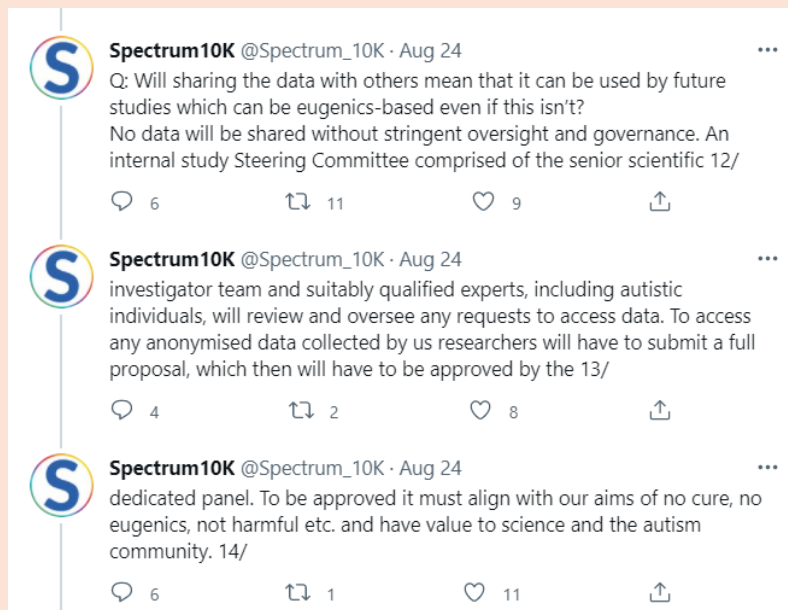 S
Spectrum10K @Spectrum_10K · Aug 24
Q: Will sharing the data with others mean that it can be used by future
studies which can be eugenics-based even if this isn't?
No data will be shared without stringent oversight and governance. An
internal study Steering Committee comprised of the senior scientific 12/
6 11 9
S
Spectrum10K @Spectrum_10K · Aug 24
investigator team and suitably qualified experts, including autistic
individuals, will review and oversee any requests to access data. To access
any anonymised data collected by us researchers will have to submit a full
proposal, which then will have to be approved by the 13/
4 2 8
S
Spectrum10K @Spectrum_10K · Aug 24
dedicated panel. To be approved it must align with our aims of no cure, no
eugenics, not harmful etc. and have value to science and the autism
community. 14/
6 1 11